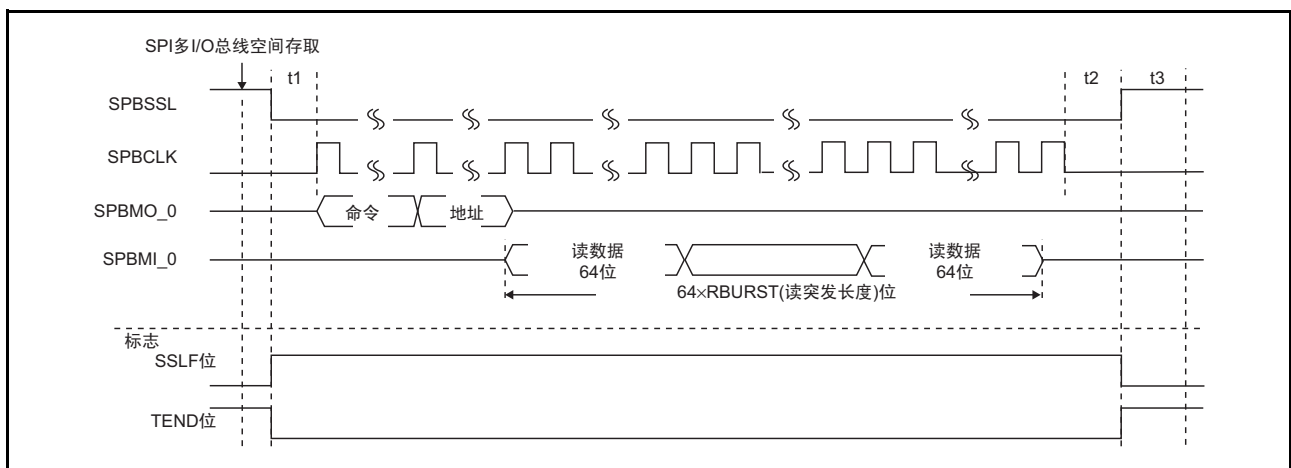 SPI多I/O总线空间存取
t1
t2
t3
SPBSSL
SPBCLK
SPBMO_0
命令
地址
SPBMI_0
读数据
64位
读数据
64位
64×RBURST(读突发长度)位
标志
SSLF位
TEND位